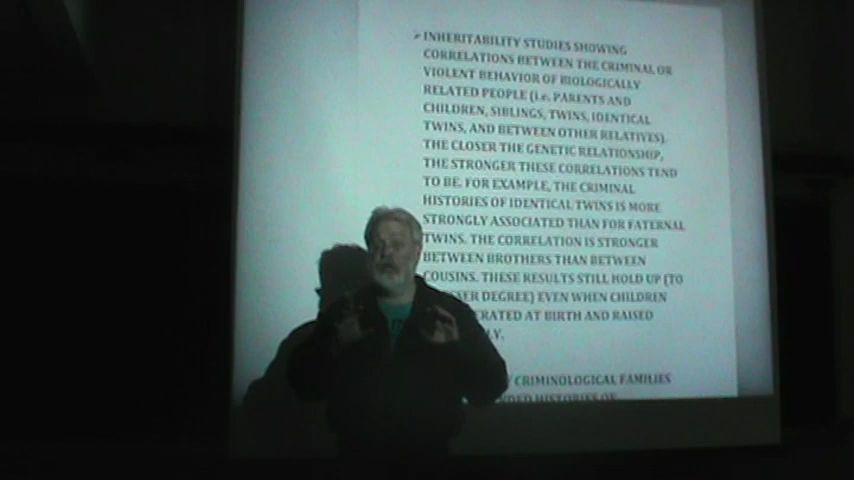 ➢ INHERITABILITY STUDIES SHOWING
CORRELATIONS BETWEEN THE CRIMINAL OR
VIOLENT BEHAVIOR OF BIOLOGICALLY
RELATED PEOPLE (i.e. PARENTS AND
CHILDREN, SIBLINGS, TWINS, IDENTICAL
TWINS, AND BETWEEN OTHER RELATIVES).
THE CLOSER THE GENETIC RELATIONSHIP,
THE STRONGER THESE CORRELATIONS TEND
TO BE. FOR EXAMPLE, THE CRIMINAL
HISTORIES OF IDENTICAL TWINS IS MORE
STRONGLY ASSOCIATED THAN FOR FATERNAL
TWINS. THE CORRELATION IS STRONGER
BETWEEN BROTHERS THAN BETWEEN
COUSINS. THESE RESULTS STILL HOLD UP (TO
DEGREE) EVEN WHEN CHILDREN
AT BIRTH AND RAISED
CRIMINOLOGICAL FAMILIES